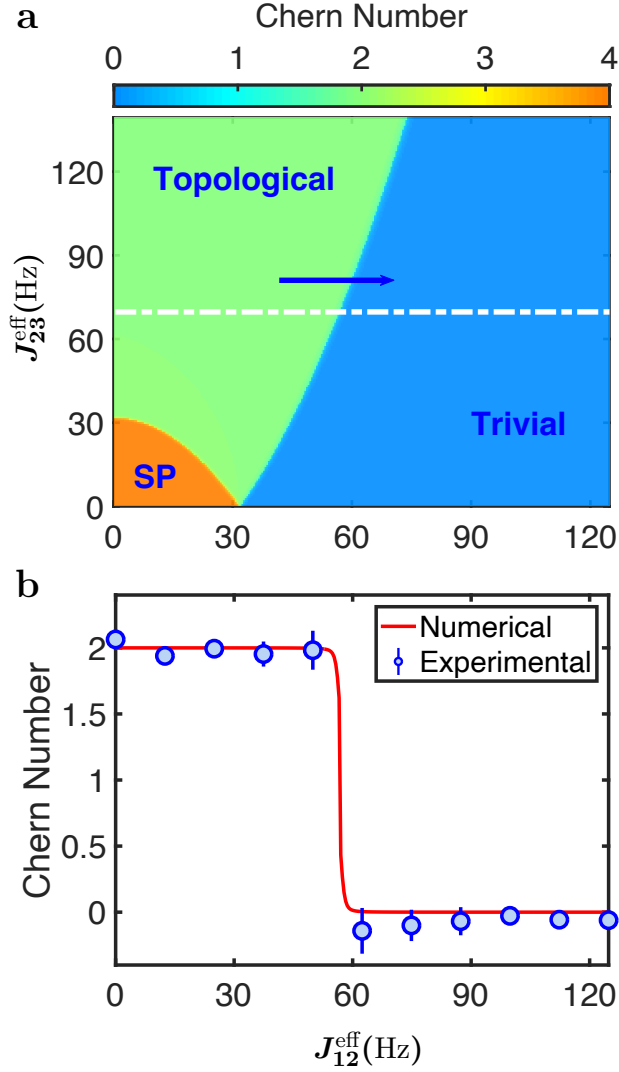 a
Chern Number
0 1 2 3 4
Topological
Trivial
SP
J₂₃ᵉᶠᶠ(Hz)
120
90
60
30
0
0 30 60 90 120
b
Numerical
Experimental
Chern Number
2
1.5
1
0.5
0
0 30 60 90 120
J₁₂ᵉᶠᶠ(Hz)